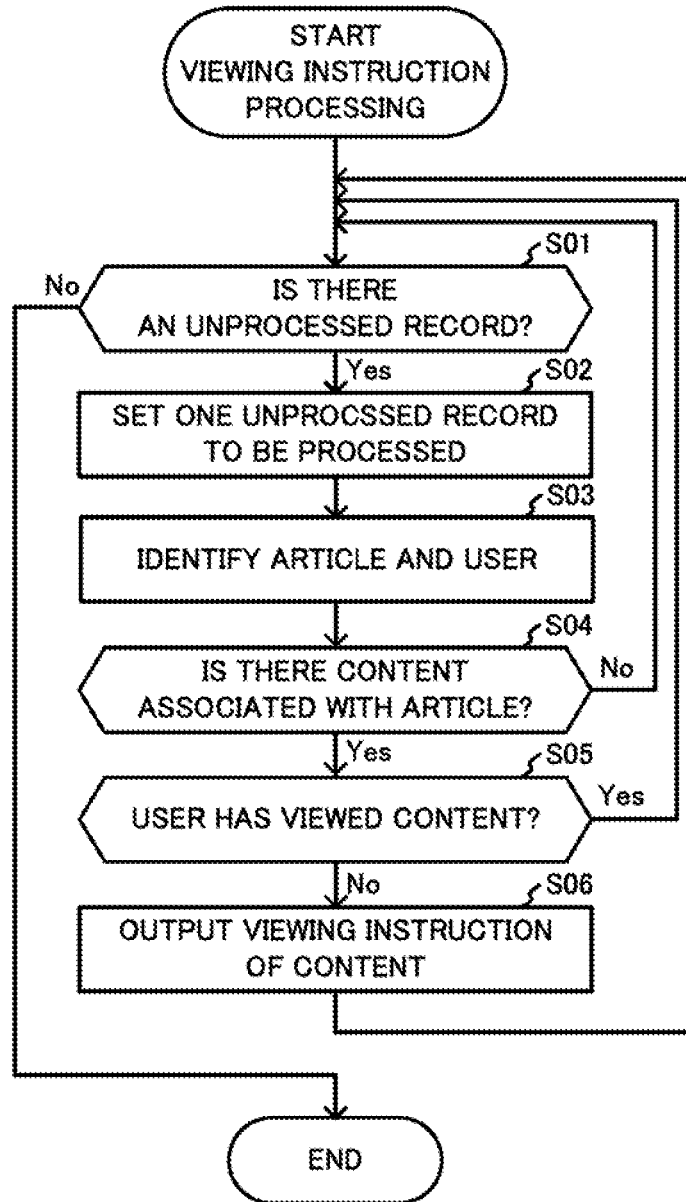 START
VIEWING INSTRUCTION
PROCESSING
S01
No
IS THERE
AN UNPROCESSED RECORD?
Yes
S02
SET ONE UNPROCSSED RECORD
TO BE PROCESSED
S03
IDENTIFY ARTICLE AND USER
S04
IS THERE CONTENT
ASSOCIATED WITH ARTICLE?
No
Yes
S05
USER HAS VIEWED CONTENT?
Yes
No
S06
OUTPUT VIEWING INSTRUCTION
OF CONTENT
END